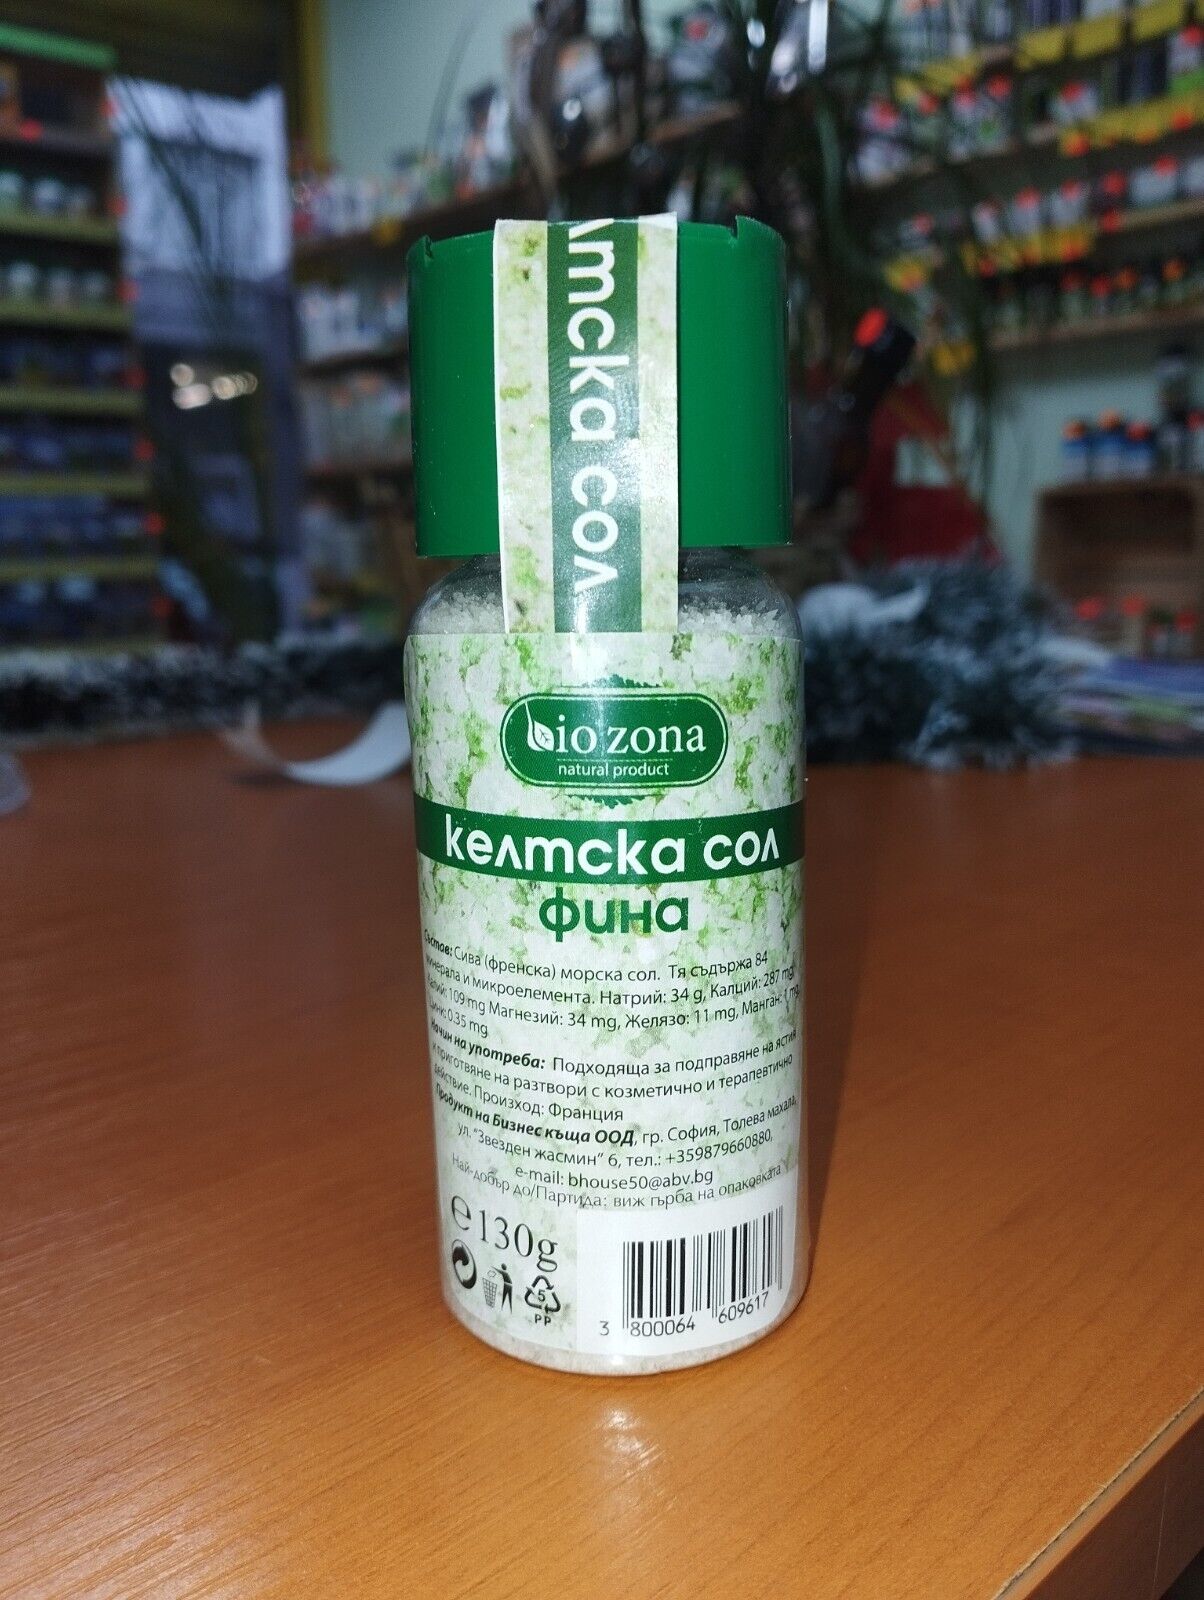 лтска сол
biozona
natural product
келтска сол
фина
Състав: Сива (френска) морска сол. Тя съдържа 84
минерала и микроелемента. Натрий: 34 g, Калций: 287 mg,
Калий: 109 mg Магнезий: 34 mg, Желязо: 11 mg, Манган: 1 mg,
Цинк: 0.35 mg
Начин на употреба: Подходяща за подправяне на ястия
и приготвяне на разтвори с козметично и терапевтично
действие. Произход: Франция
Продукт на Бизнес къща ООД, гр. София, Толева махала,
ул. "Звезден жасмин" 6, тел.: +359879660880,
e-mail: bhouse50@abv.bg
Най-добър до/Партида: виж гърба на опаковката
e130g
5
PP
3 800064 609617